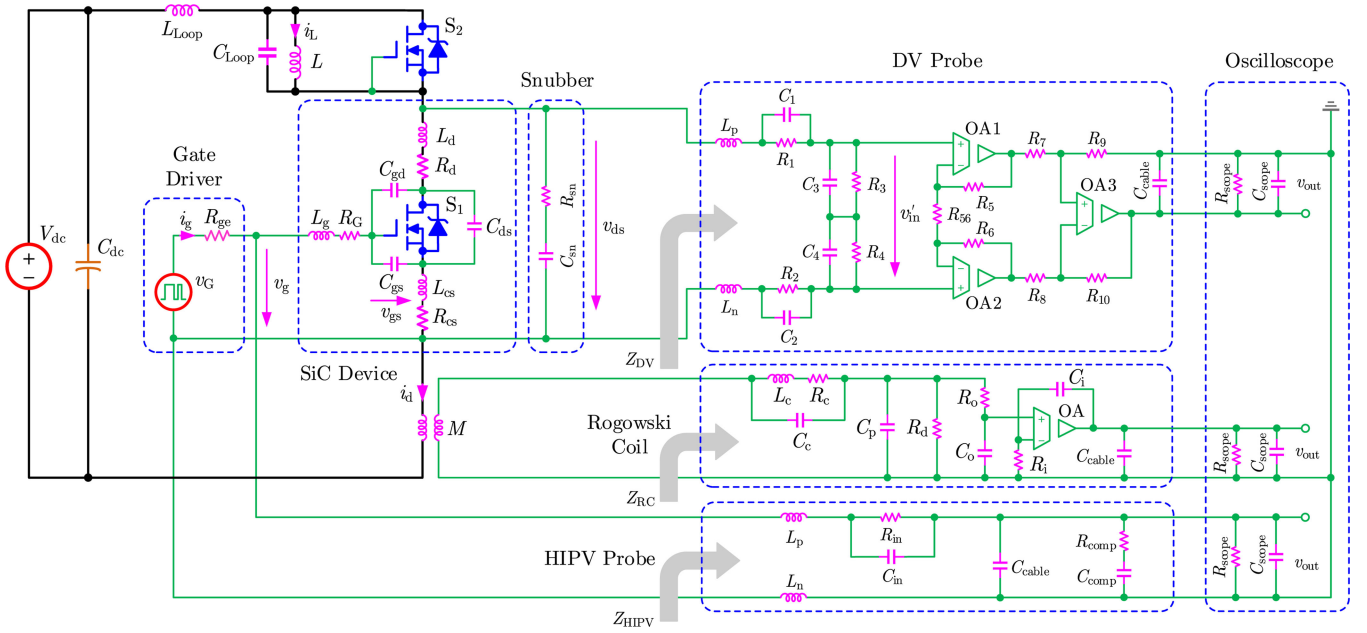 L_Loop
C_Loop
i_L
L
S_2
Snubber
DV Probe
Oscilloscope
Gate
Driver
i_g
R_ge
V_dc
C_dc
v_G
v_g
L_g
R_G
L_d
R_d
C_gd
S_1
C_ds
C_gs
v_gs
L_cs
R_cs
SiC Device
i_d
M
R_sn
C_sn
v_ds
Z_DV
L_p
C_1
R_1
C_3
R_3
v'_in
C_4
R_4
R_2
L_n
C_2
OA1
R_5
R_56
R_6
OA2
R_7
R_9
OA3
R_8
R_10
C_cable
R_scope
C_scope
v_out
Rogowski
Coil
Z_RC
L_c
R_c
C_c
C_p
R_d
R_o
C_o
C_i
OA
R_i
C_cable
R_scope
C_scope
v_out
HIPV Probe
Z_HIPV
L_p
R_in
C_in
L_n
C_cable
R_comp
C_comp
R_scope
C_scope
v_out